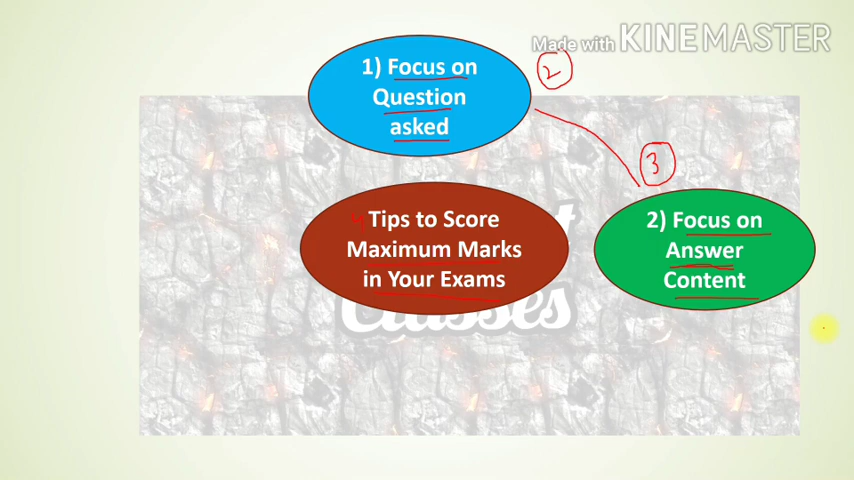 Made with KINEMASTER
1) Focus on
Question
asked
2
3
Tips to Score
Maximum Marks
in Your Exams
2) Focus on
Answer
Content
Classes